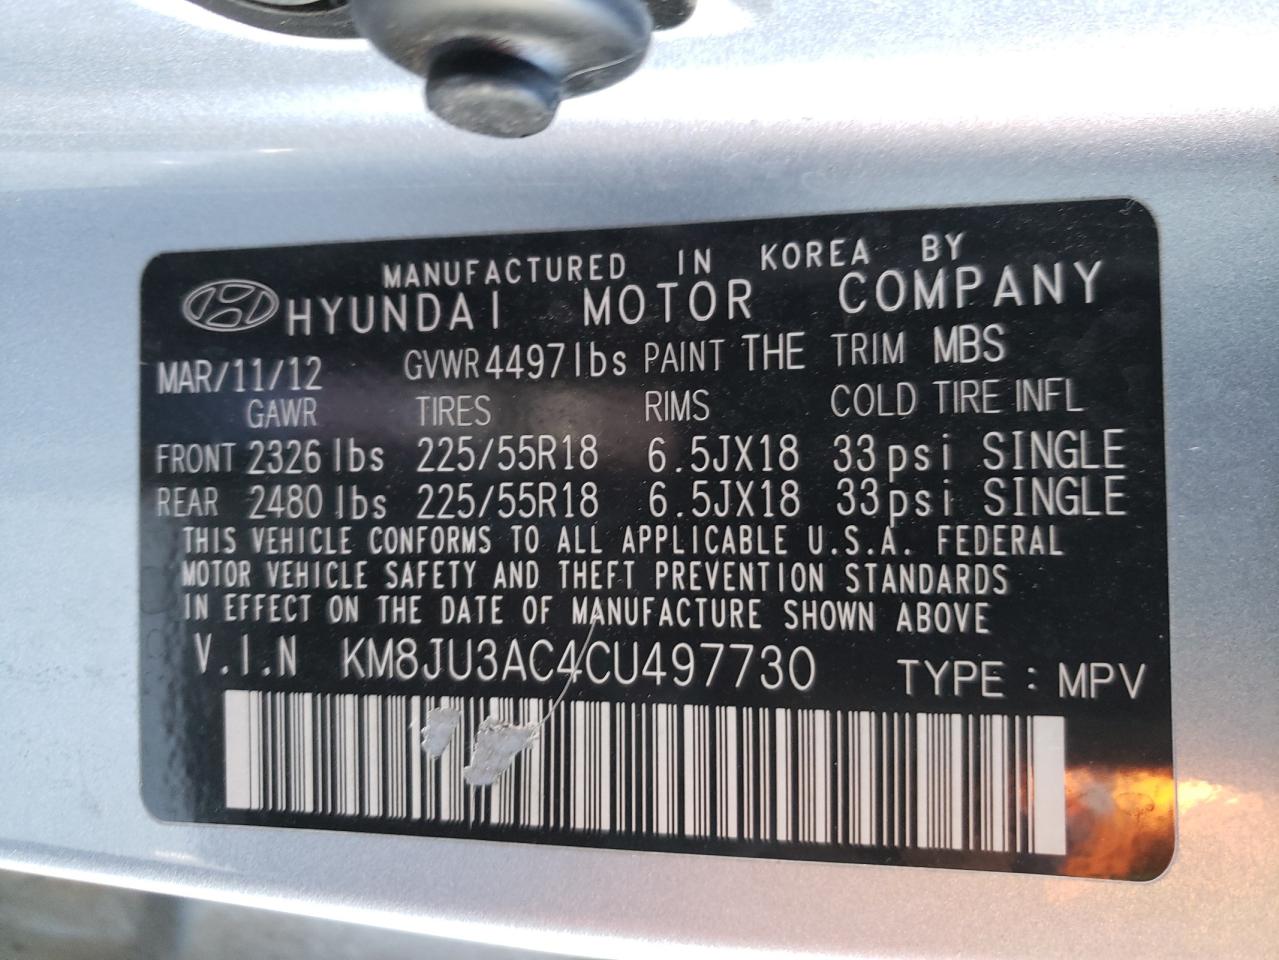 MANUFACTURED IN KOREA BY
HYUNDAI MOTOR COMPANY
MAR/11/12 GVWR 4497lbs PAINT THE TRIM MBS
GAWR TIRES RIMS COLD TIRE INFL
FRONT 2326 lbs 225/55R18 6.5JX18 33psi SINGLE
REAR 2480 lbs 225/55R18 6.5JX18 33psi SINGLE
THIS VEHICLE CONFORMS TO ALL APPLICABLE U.S.A. FEDERAL
MOTOR VEHICLE SAFETY AND THEFT PREVENTION STANDARDS
IN EFFECT ON THE DATE OF MANUFACTURE SHOWN ABOVE
V.I.N KM8JU3AC4CU497730 TYPE : MPV